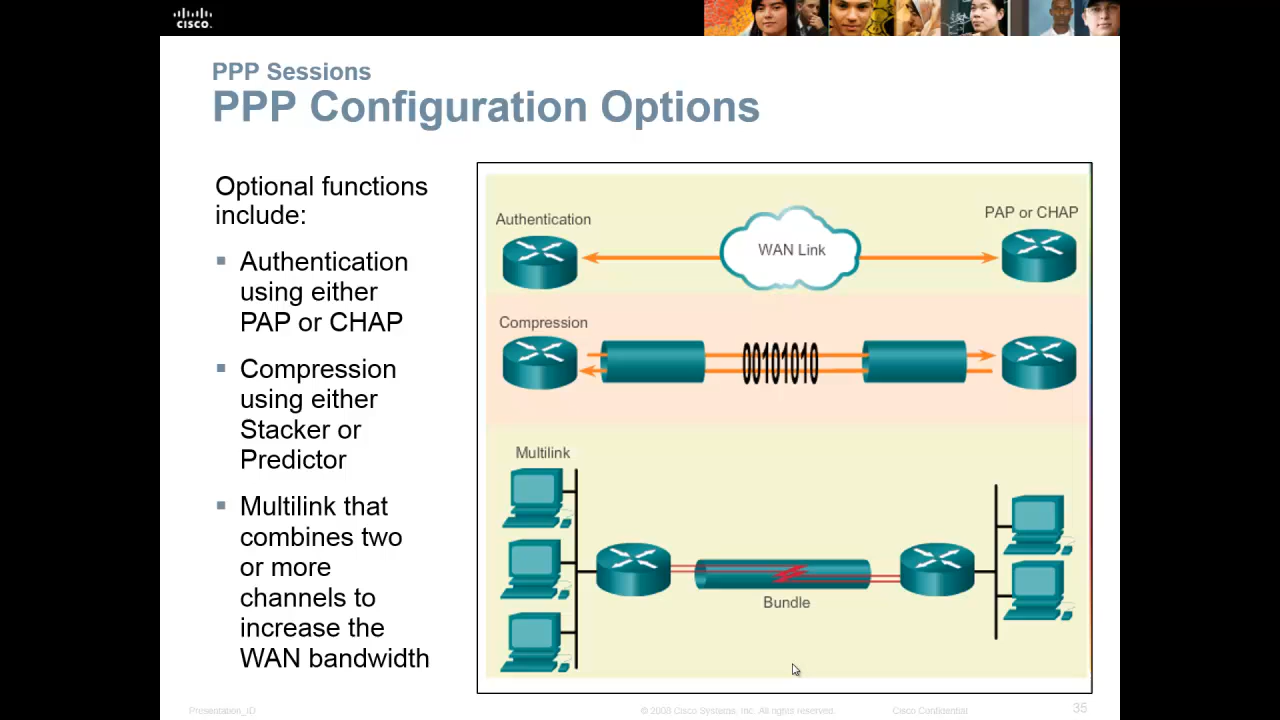 CISCO.
PPP Sessions
PPP Configuration Options
Optional functions
include:
Authentication
using either
PAP or CHAP
Compression
using either
Stacker or
Predictor
Multilink that
combines two
or more
channels to
increase the
WAN bandwidth
Authentication
PAP or CHAP
WAN Link
Compression
00101010
Multilink
Bundle
Presentation_ID
© 2008 Cisco Systems, Inc. All rights reserved.
Cisco Confidential
35